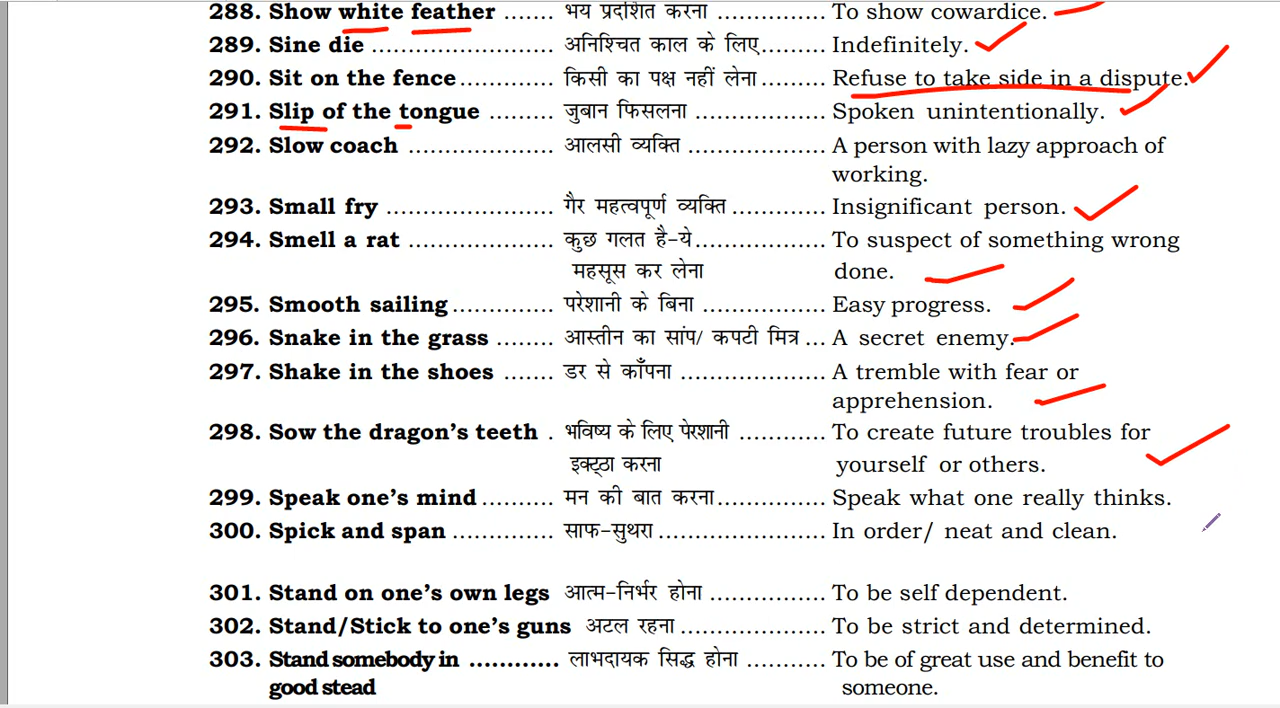 288. Show white feather ....... भय प्रदर्शित करना ............ To show cowardice.
289. Sine die .......................... अनिश्चित काल के लिए......... Indefinitely.
290. Sit on the fence............. किसी का पक्ष नहीं लेना......... Refuse to take side in a dispute.
291. Slip of the tongue ......... जुबान फिसलना .................... Spoken unintentionally.
292. Slow coach ..................... आलसी व्यक्ति .................... A person with lazy approach of
working.
293. Small fry ........................ गैर महत्वपूर्ण व्यक्ति............. Insignificant person.
294. Smell a rat ..................... कुछ गलत है-ये................... To suspect of something wrong
महसूस कर लेना done.
295. Smooth sailing............... परेशानी के बिना ................... Easy progress.
296. Snake in the grass ........ आस्तीन का सांप/ कपटी मित्र ... A secret enemy.
297. Shake in the shoes ....... डर से काँपना ..................... A tremble with fear or
apprehension.
298. Sow the dragon's teeth . भविष्य के लिए पेरशानी ............ To create future troubles for
इक्ट्ठा करना yourself or others.
299. Speak one's mind.......... मन की बात करना................ Speak what one really thinks.
300. Spick and span .............. साफ-सुथरा....................... In order/ neat and clean.
301. Stand on one's own legs आत्म-निर्भर होना ................ To be self dependent.
302. Stand/Stick to one's guns अटल रहना.................... To be strict and determined.
303. Stand somebody in ............ लाभदायक सिद्ध होना ........... To be of great use and benefit to
good stead someone.